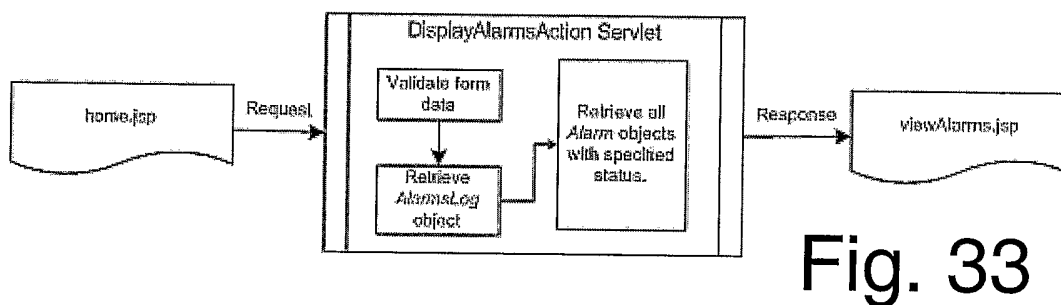 DisplayAlarmsAction Servlet
home.jsp
Request
Validate form
data
Retrieve
AlarmsLog
object
Retrieve all
Alarm objects
with specified
status.
Response
viewAlarms.jsp
Fig. 33